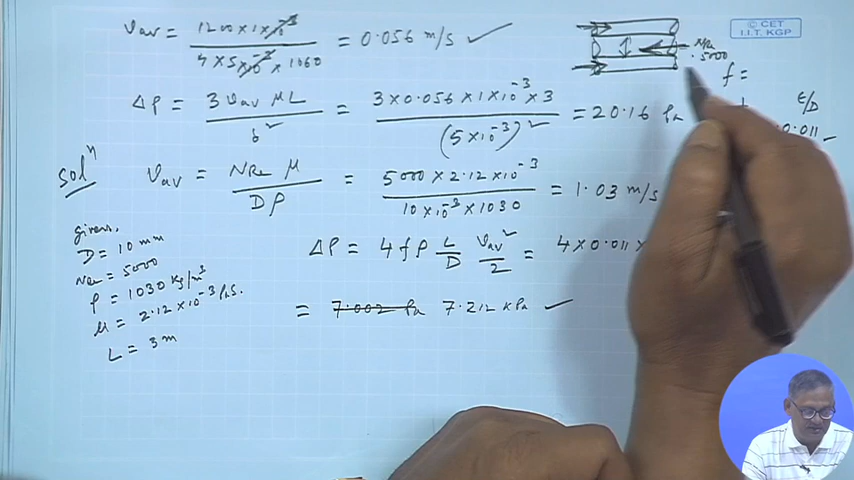 Vav = 1200 x 1 x 10⁻³ / 4 x 5 x 10⁻³ x 1060 = 0.056 m/s ✓
© CET
I.I.T. KGP
5000
f =
ΔP = 3 Vav μL / b² = 3 x 0.056 x 1 x 10⁻³ x 3 / (5 x 10⁻³)² = 20.16 Pa
ε/D
0.011
Solⁿ
Vav = NRe μ / Dρ = 5000 x 2.12 x 10⁻³ / 10 x 10⁻³ x 1030 = 1.03 m/s
given,
D = 10 mm
NRe = 5000
ρ = 1030 kg/m³
μ = 2.12 x 10⁻³ Pa.s.
L = 3 m
ΔP = 4 f ρ L/D Vav²/2 = 4 x 0.011 x
= 7.002 Pa 7.212 kPa ✓